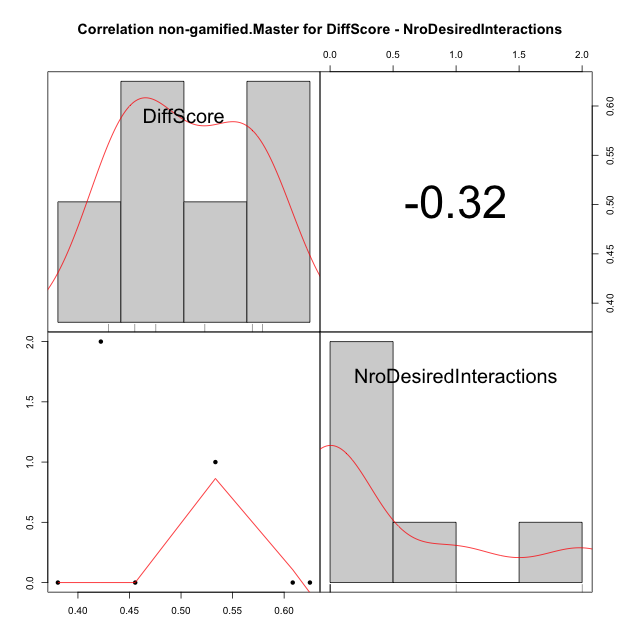 Correlation non-gamified.Master for DiffScore - NroDesiredInteractions
0.0 0.5 1.0 1.5 2.0
DiffScore
-0.32
0.60
0.55
0.50
0.45
0.40
NroDesiredInteractions
2.0
1.5
1.0
0.5
0.0
0.40 0.45 0.50 0.55 0.60